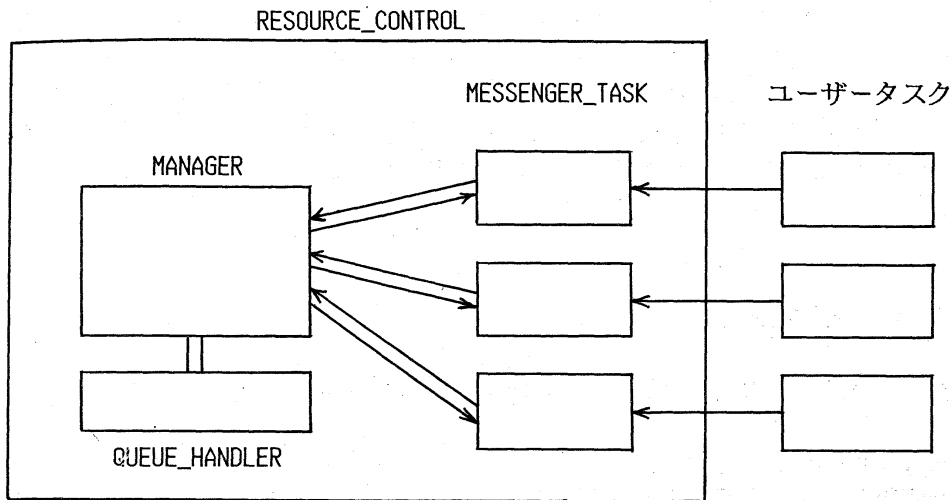 RESOURCE_CONTROL
MESSENGER_TASK
ユーザータスク
MANAGER
QUEUE_HANDLER